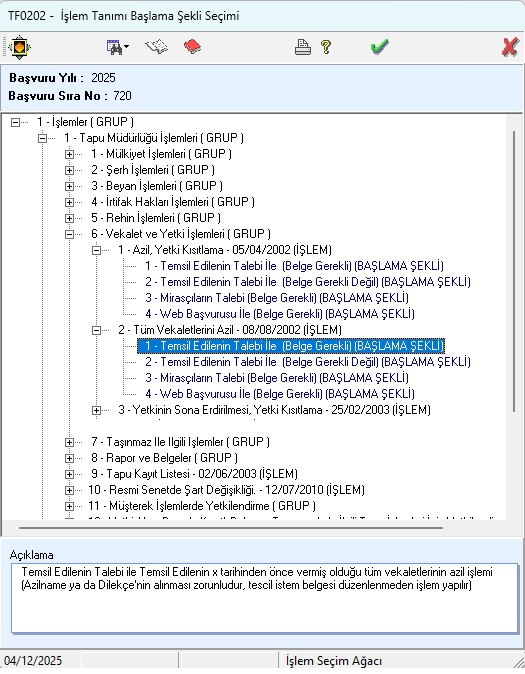 TF0202 - İşlem Tanımı Başlama Şekli Seçimi
Başvuru Yılı : 2025
Başvuru Sıra No : 720
1 - İşlemler ( GRUP )
1 - Tapu Müdürlüğü İşlemleri ( GRUP )
1 - Mülkiyet İşlemleri ( GRUP )
2 - Şerh İşlemleri ( GRUP )
3 - Beyan İşlemleri ( GRUP )
4 - İrtifak Hakları İşlemleri ( GRUP )
5 - Rehin İşlemleri ( GRUP )
6 - Vekalet ve Yetki İşlemleri ( GRUP )
1 - Azil, Yetki Kısıtlama - 05/04/2002 (İŞLEM)
1 - Temsil Edilenin Talebi İle (Belge Gerekli) (BAŞLAMA ŞEKLİ)
2 - Temsil Edilenin Talebi İle (Belge Gerekli Değil) (BAŞLAMA ŞEKLİ)
3 - Mirasçıların Talebi (Belge Gerekli) (BAŞLAMA ŞEKLİ)
4 - Web Başvurusu İle (Belge Gerekli) (BAŞLAMA ŞEKLİ)
2 - Tüm Vekaletlerini Azil - 08/08/2002 (İŞLEM)
1 - Temsil Edilenin Talebi İle (Belge Gerekli) (BAŞLAMA ŞEKLİ)
2 - Temsil Edilenin Talebi İle (Belge Gerekli Değil) (BAŞLAMA ŞEKLİ)
3 - Mirasçıların Talebi (Belge Gerekli) (BAŞLAMA ŞEKLİ)
4 - Web Başvurusu İle (Belge Gerekli) (BAŞLAMA ŞEKLİ)
3 - Yetkinin Sona Erdirilmesi, Yetki Kısıtlama - 25/02/2003 (İŞLEM)
7 - Taşınmaz İle İlgili İşlemler ( GRUP )
8 - Rapor ve Belgeler ( GRUP )
9 - Tapu Kayıt Listesi - 02/06/2003 (İŞLEM)
10 - Resmi Senetde Şart Değişikliği. - 12/07/2010 (İŞLEM)
11 - Müşterek İşlemlerde Yetkilendirme ( GRUP )
Açıklama
Temsil Edilenin Talebi ile Temsil Edilenin x tarihinden önce vermiş olduğu tüm vekaletlerinin azil işlemi
(Azilname ya da Dilekçe'nin alınması zorunludur, tescil istem belgesi düzenlenmeden işlem yapılır)
04/12/2025
İşlem Seçim Ağacı